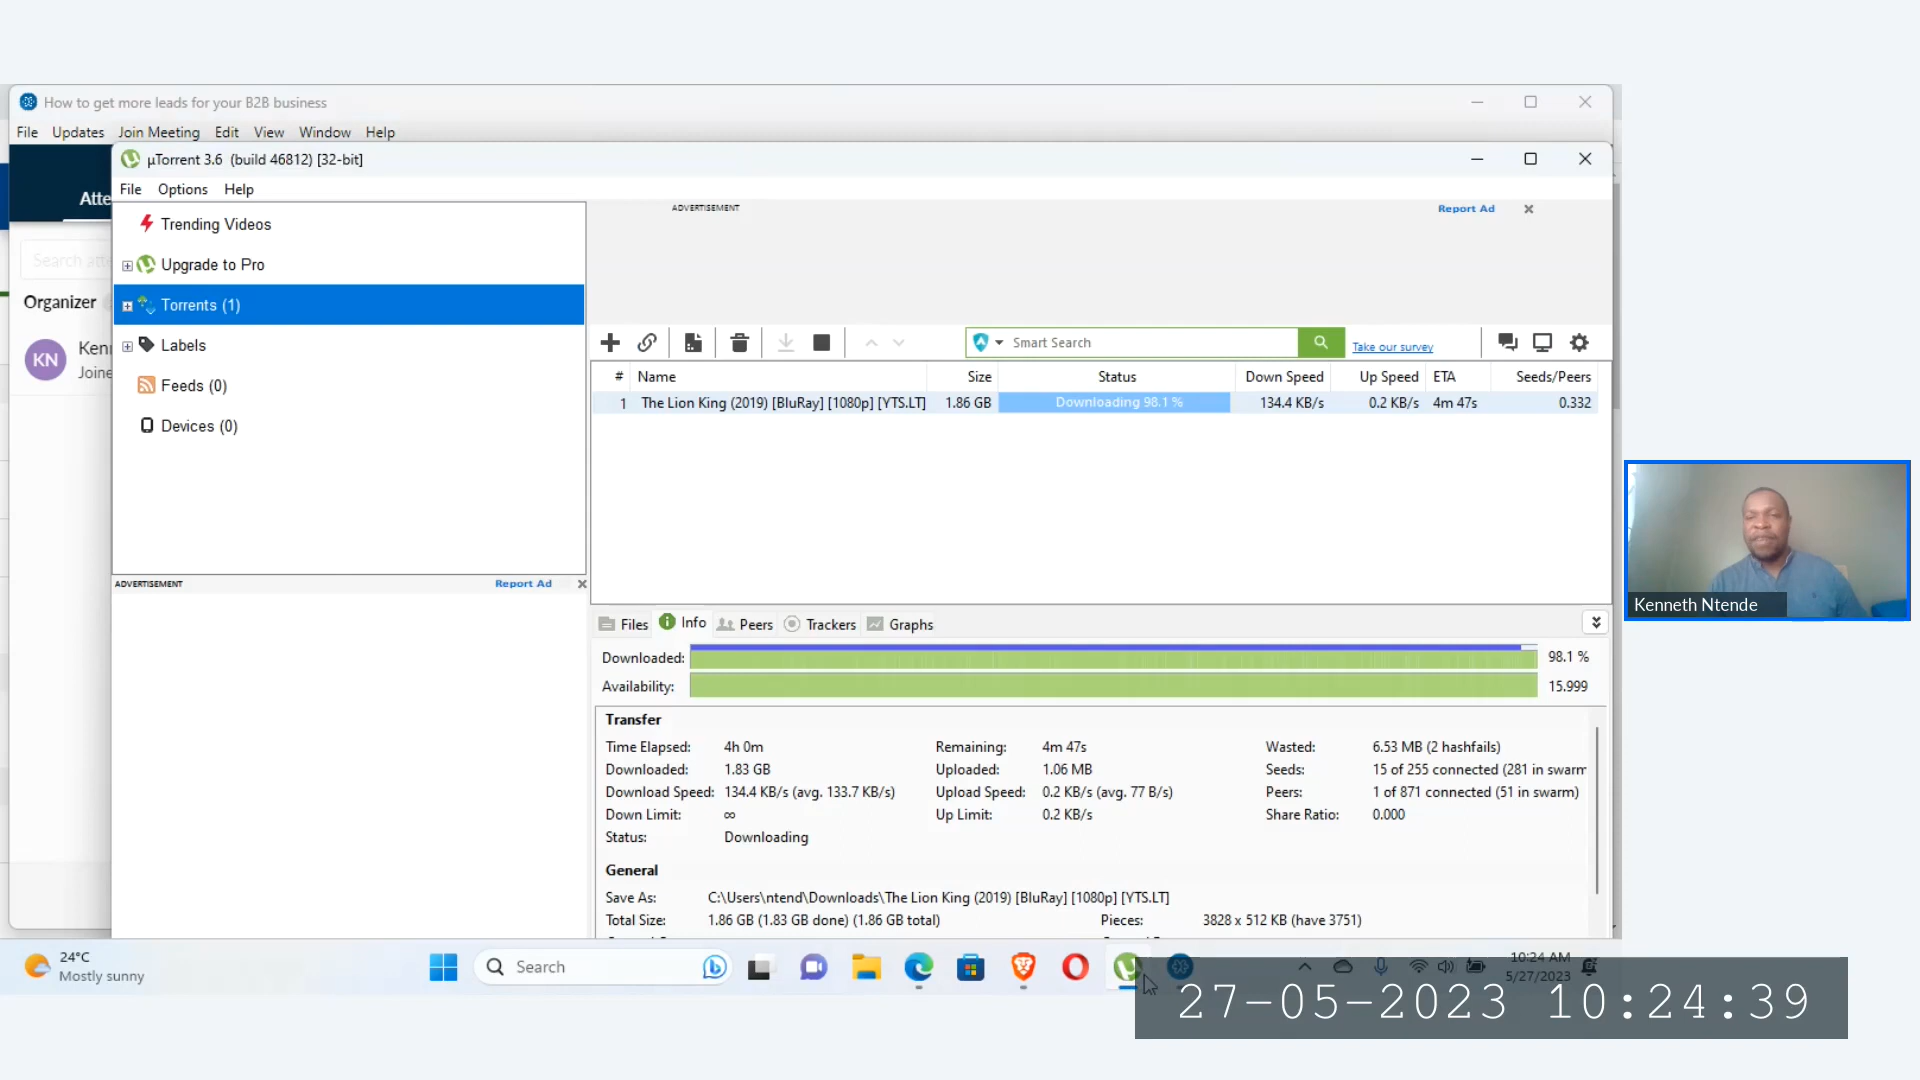 How to get more leads for your B2B business
File Updates Join Meeting Edit View Window Help
µTorrent 3.6 (build 46812) [32-bit]
File Options Help
Atte
Search atte
Organizer
KN
Kenn
Joine
Trending Videos
Upgrade to Pro
Torrents (1)
Labels
Feeds (0)
Devices (0)
ADVERTISEMENT Report Ad
ADVERTISEMENT Report Ad
Smart Search
Take our survey
# Name Size Status Down Speed Up Speed ETA Seeds/Peers
1 The Lion King (2019) [BluRay] [1080p] [YTS.LT] 1.86 GB Downloading 98.1 % 134.4 KB/s 0.2 KB/s 4m 47s 0.332
Files Info Peers Trackers Graphs
Downloaded: 98.1 %
Availability: 15.999
Transfer
Time Elapsed: 4h 0m Remaining: 4m 47s Wasted: 6.53 MB (2 hashfails)
Downloaded: 1.83 GB Uploaded: 1.06 MB Seeds: 15 of 255 connected (281 in swarm
Download Speed: 134.4 KB/s (avg. 133.7 KB/s) Upload Speed: 0.2 KB/s (avg. 77 B/s) Peers: 1 of 871 connected (51 in swarm)
Down Limit: ∞ Up Limit: 0.2 KB/s Share Ratio: 0.000
Status: Downloading
General
Save As: C:\Users\ntend\Downloads\The Lion King (2019) [BluRay] [1080p] [YTS.LT]
Total Size: 1.86 GB (1.83 GB done) (1.86 GB total) Pieces: 3828 x 512 KB (have 3751)
Kenneth Ntende
24°C
Mostly sunny
Search
10:24 AM
5/27/2023
27-05-2023 10:24:39